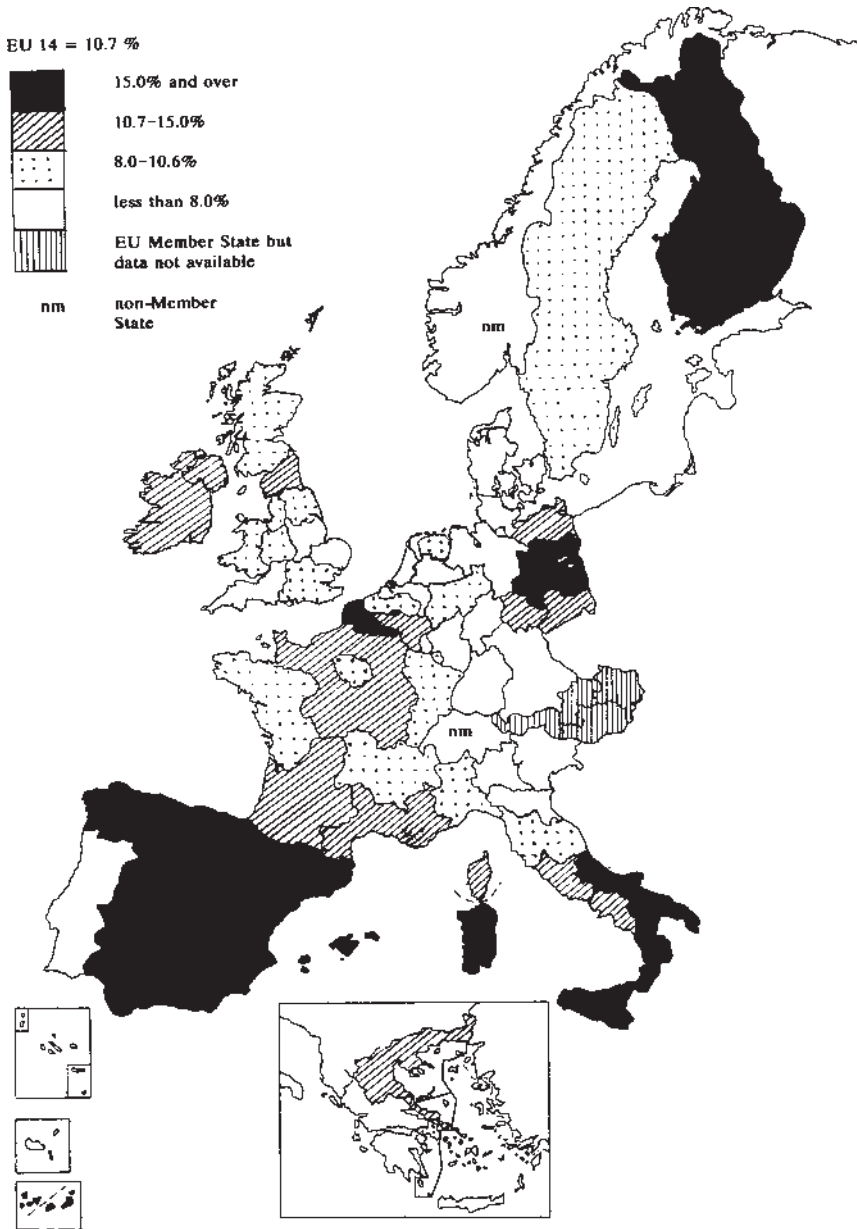 EU 14 = 10.7 %
15.0% and over
10.7–15.0%
8.0–10.6%
less than 8.0%
EU Member State but
data not available
nm
non-Member
State
nm
nm